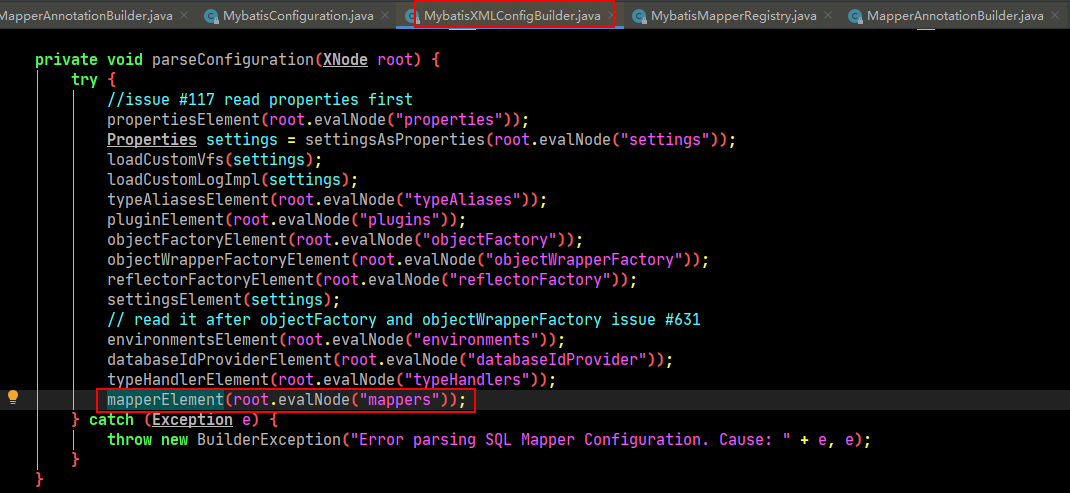 MapperAnnotationBuilder.java MybatisConfiguration.java MybatisXMLConfigBuilder.java MybatisMapperRegistry.java MapperAnnotationBuilder.java
private void parseConfiguration(XNode root) {
try {
//issue #117 read properties first
propertiesElement(root.evalNode("properties"));
Properties settings = settingsAsProperties(root.evalNode("settings"));
loadCustomVfs(settings);
loadCustomLogImpl(settings);
typeAliasesElement(root.evalNode("typeAliases"));
pluginElement(root.evalNode("plugins"));
objectFactoryElement(root.evalNode("objectFactory"));
objectWrapperFactoryElement(root.evalNode("objectWrapperFactory"));
reflectorFactoryElement(root.evalNode("reflectorFactory"));
settingsElement(settings);
// read it after objectFactory and objectWrapperFactory issue #631
environmentsElement(root.evalNode("environments"));
databaseIdProviderElement(root.evalNode("databaseIdProvider"));
typeHandlerElement(root.evalNode("typeHandlers"));
mapperElement(root.evalNode("mappers"));
} catch (Exception e) {
throw new BuilderException("Error parsing SQL Mapper Configuration. Cause: " + e, e);
}
}